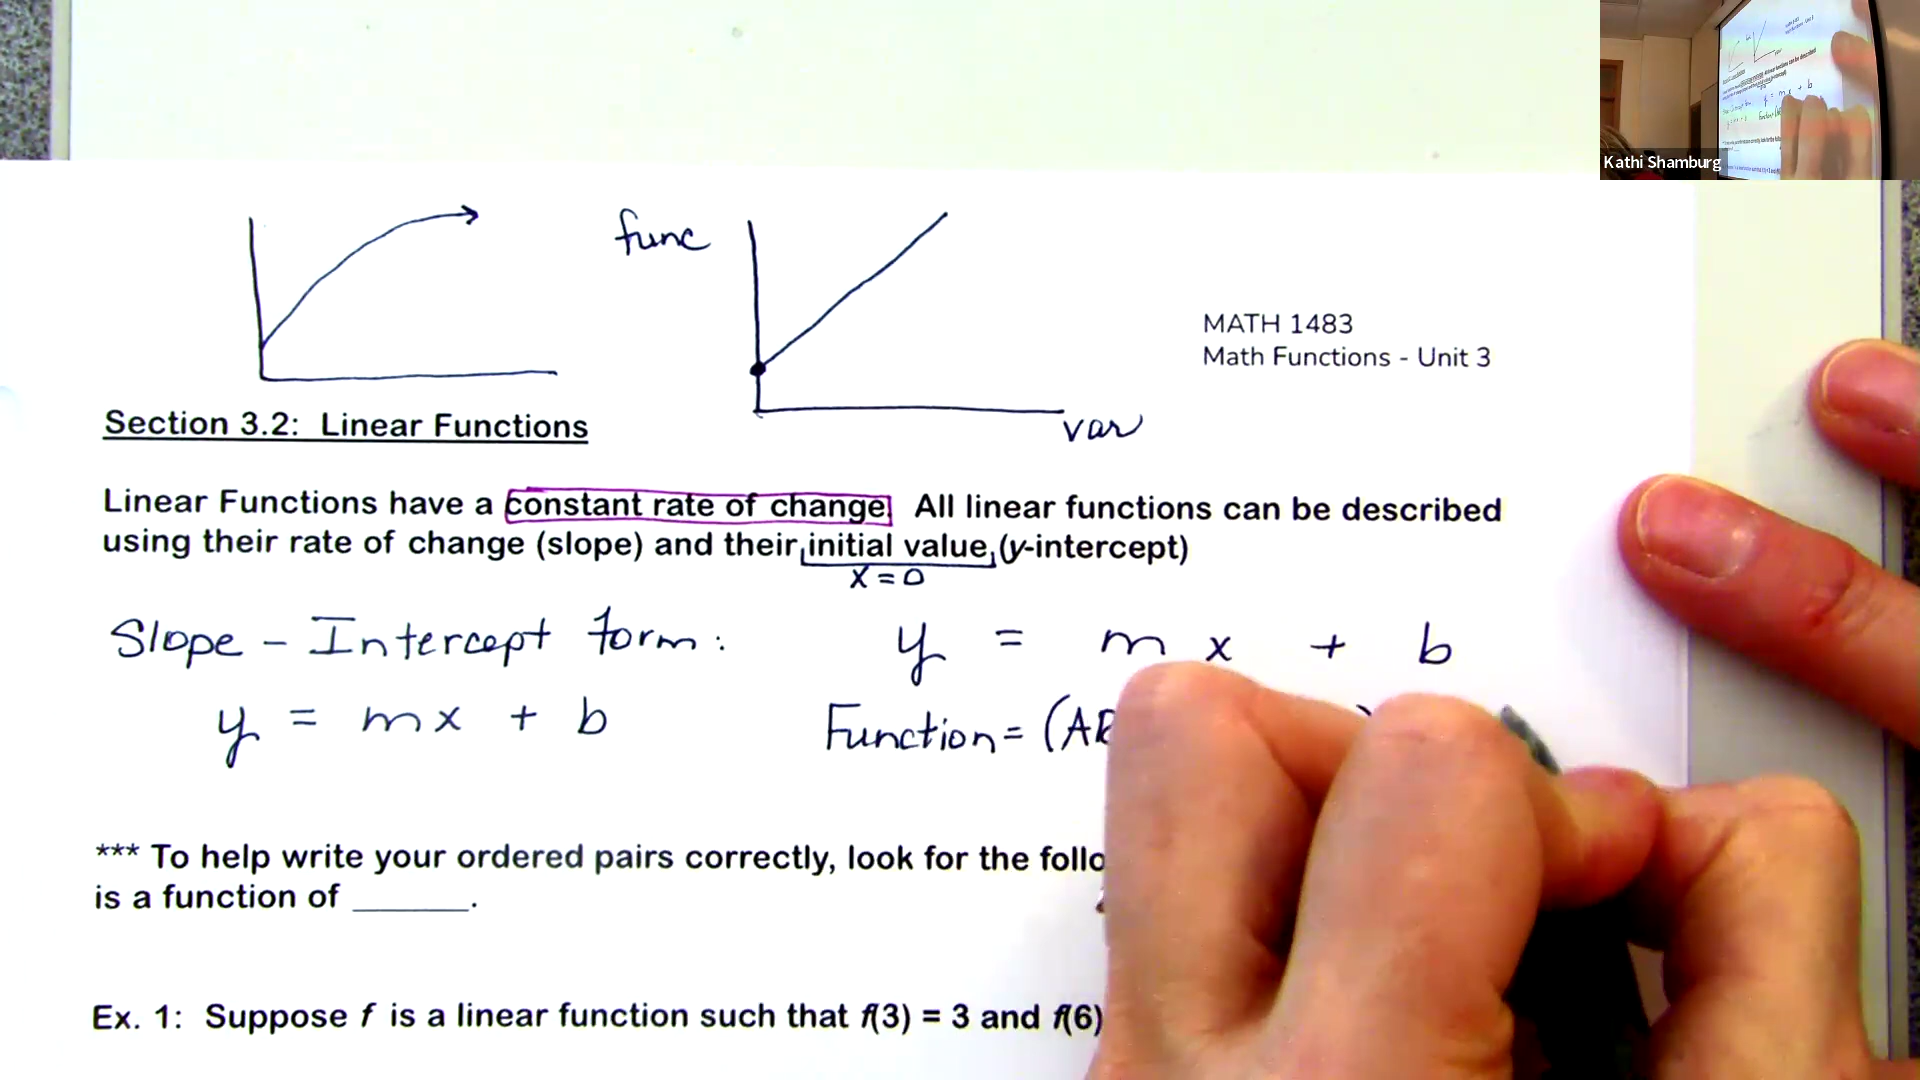 Kathi Shamburg
func
var
MATH 1483
Math Functions - Unit 3
Section 3.2: Linear Functions
Linear Functions have a constant rate of change. All linear functions can be described
using their rate of change (slope) and their initial value (y-intercept)
x = 0
Slope - Intercept form:
y = mx + b
y = m x + b
Function = (AR
*** To help write your ordered pairs correctly, look for the follo
is a function of ______.
Ex. 1: Suppose f is a linear function such that f(3) = 3 and f(6)